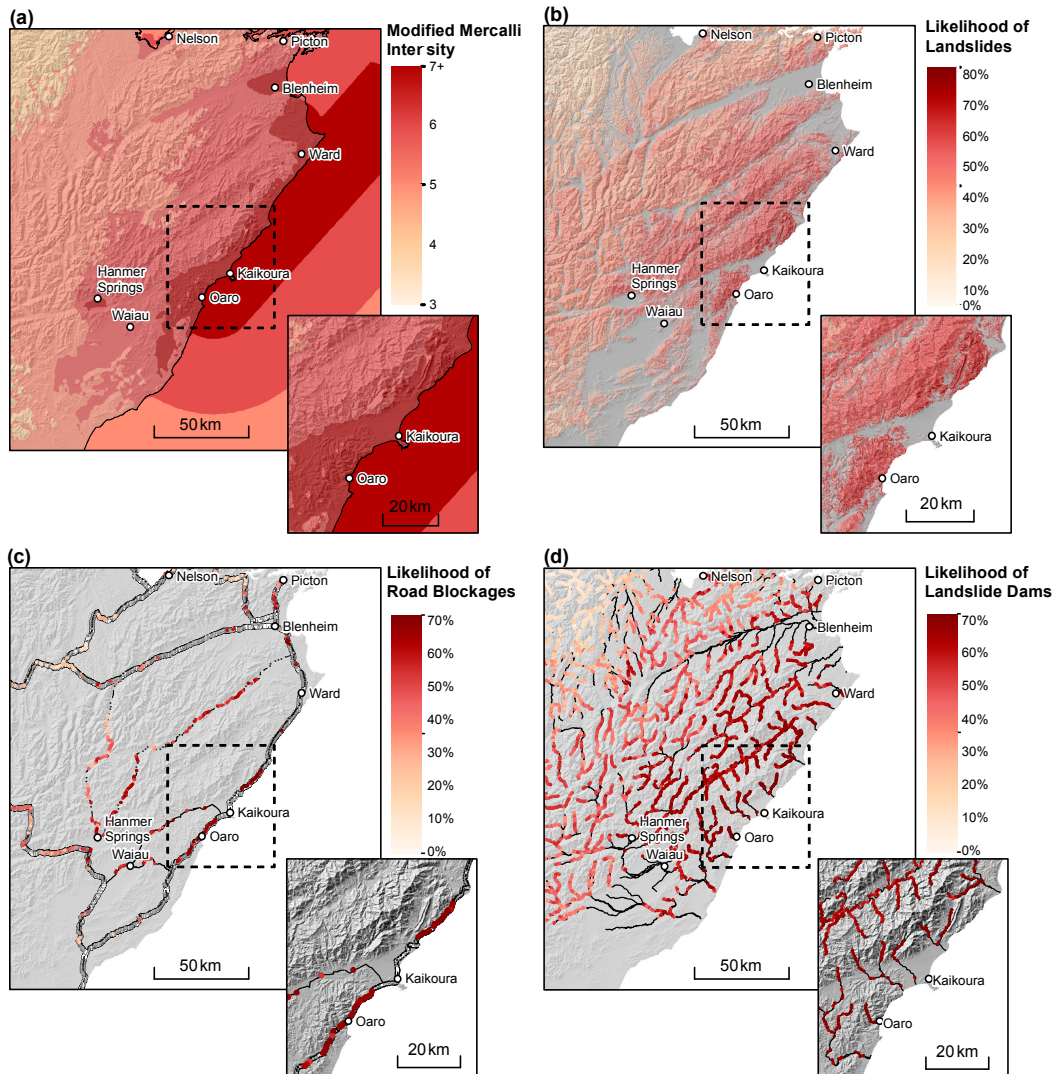 (a)
Modified Mercalli
Inter sity
7+
6
5
4
3
Nelson
Picton
Blenheim
Ward
Kaikoura
Hanmer
Springs
Oaro
Waiau
50 km
Kaikoura
Oaro
20 km
(b)
Likelihood of
Landslides
80%
70%
60%
50%
40%
30%
20%
10%
0%
Nelson
Picton
Blenheim
Ward
Kaikoura
Hanmer
Springs
Oaro
Waiau
50 km
Kaikoura
Oaro
20 km
(c)
Likelihood of
Road Blockages
70%
60%
50%
40%
30%
20%
10%
0%
Nelson
Picton
Blenheim
Ward
Kaikoura
Hanmer
Springs
Oaro
Waiau
50 km
Kaikoura
Oaro
20 km
(d)
Likelihood of
Landslide Dams
70%
60%
50%
40%
30%
20%
10%
0%
Nelson
Picton
Blenheim
Ward
Kaikoura
Hanmer
Springs
Oaro
Waiau
50 km
Kaikoura
Oaro
20 km